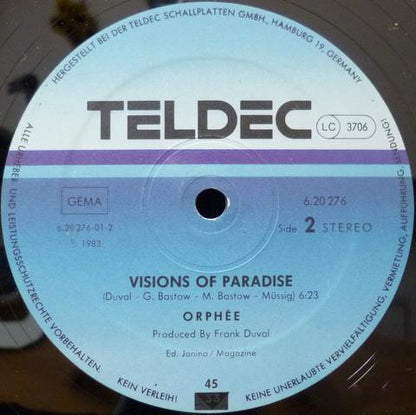 HERGESTELLT BEI DER TELDEC SCHALLPLATTEN GMBH., HAMBURG 19, GERMANY
TELDEC
LC 3706
GEMA
6.20 276
6.20 276-01-2
Side 2 STEREO
℗ 1983
VISIONS OF PARADISE
(Duval - G. Bastow - M. Bastow - Müssig) 6:23
ORPHÉE
Produced By Frank Duval
Ed. Janina / Magazine
45
33
ALLE URHEBER UND LEISTUNGSSCHUTZRECHTE VORBEHALTEN.
KEIN VERLEIH!
KEINE UNERLAUBTE VERVIELFÄLTIGUNG, VERMIETUNG, AUFFÜHRUNG, SENDUNG!